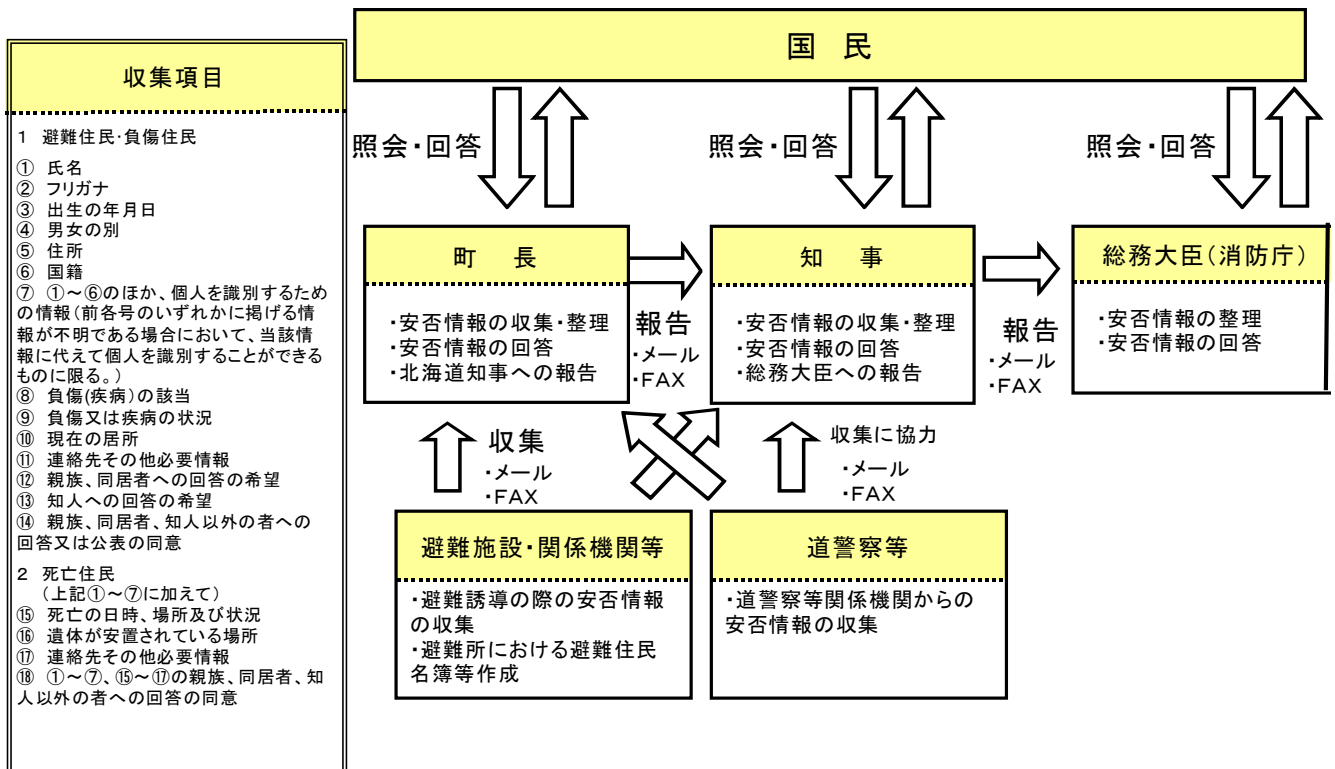 収集項目
1 避難住民・負傷住民
① 氏名
② フリガナ
③ 出生の年月日
④ 男女の別
⑤ 住所
⑥ 国籍
⑦ ①～⑥のほか、個人を識別するため
の情報(前各号のいずれかに掲げる情
報が不明である場合において、当該情
報に代えて個人を識別することができる
ものに限る。)
⑧ 負傷(疾病)の該当
⑨ 負傷又は疾病の状況
⑩ 現在の居所
⑪ 連絡先その他必要情報
⑫ 親族、同居者への回答の希望
⑬ 知人への回答の希望
⑭ 親族、同居者、知人以外の者への
回答又は公表の同意
2 死亡住民
(上記①～⑦に加えて)
⑮ 死亡の日時、場所及び状況
⑯ 遺体が安置されている場所
⑰ 連絡先その他必要情報
⑱ ①～⑦、⑮～⑰の親族、同居者、知
人以外の者への回答の同意
国 民
照会・回答
照会・回答
照会・回答
町 長
・安否情報の収集・整理
・安否情報の回答
・北海道知事への報告
報告
・メール
・FAX
知 事
・安否情報の収集・整理
・安否情報の回答
・総務大臣への報告
報告
・メール
・FAX
総務大臣(消防庁)
・安否情報の整理
・安否情報の回答
収集
・メール
・FAX
収集に協力
・メール
・FAX
避難施設・関係機関等
・避難誘導の際の安否情報
の収集
・避難所における避難住民
名簿等作成
道警察等
・道警察等関係機関からの
安否情報の収集